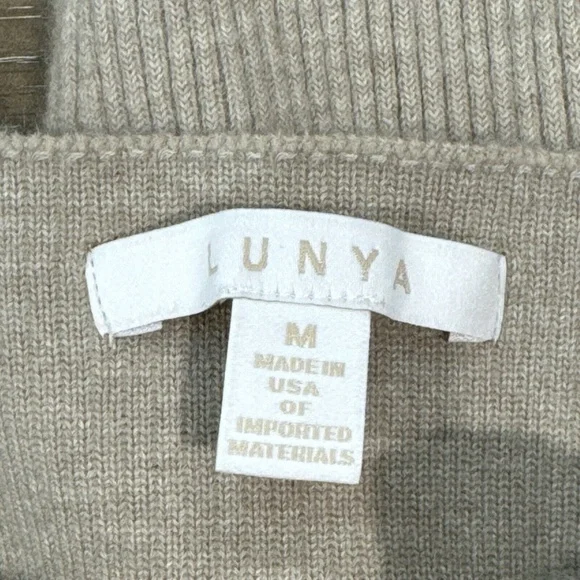 LUNYA
M
MADE IN
USA
OF
IMPORTED
MATERIALS